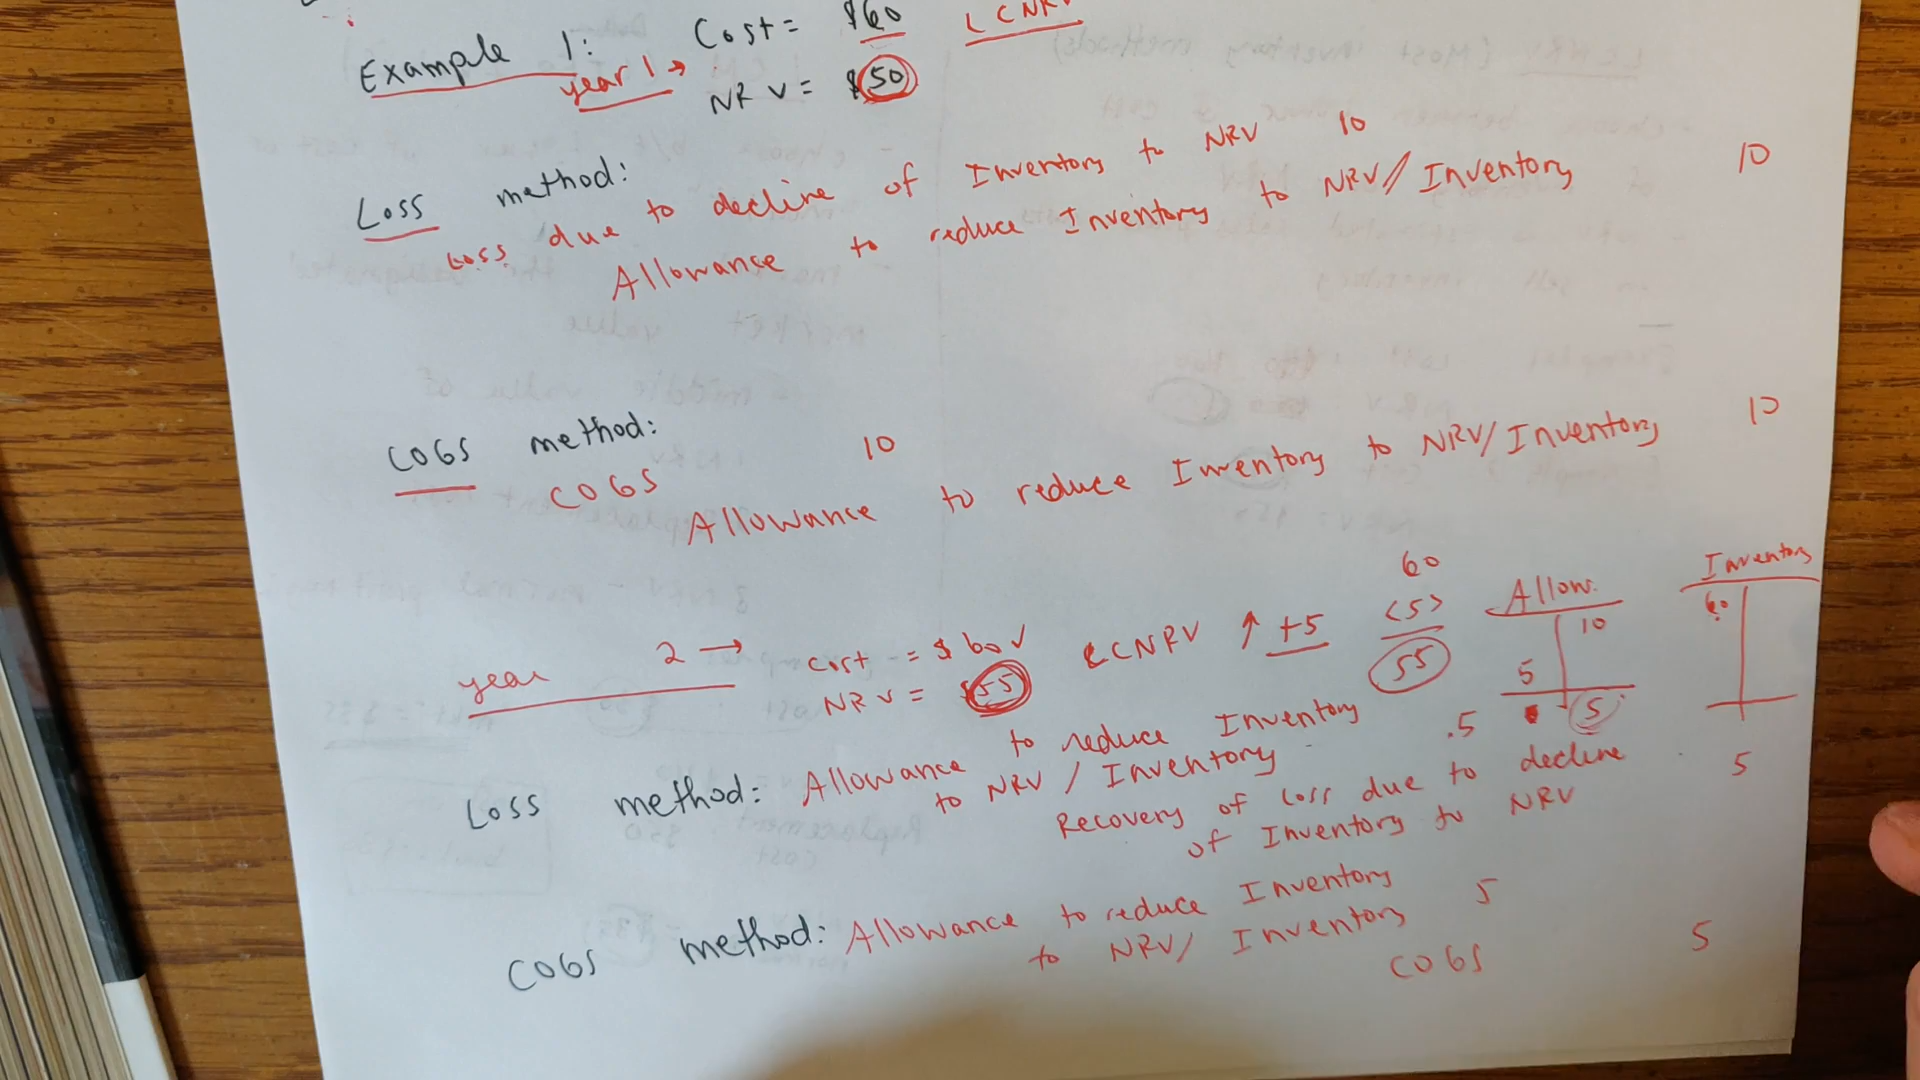 Example 1: Cost = $60 LCNRV
year 1 → NRV = $50
Loss method:
Loss due to decline of Inventory to NRV 10
Allowance to reduce Inventory to NRV/Inventory 10
COGS method:
COGS 10
Allowance to reduce Inventory to NRV/Inventory 10
year 2 → cost = $60 LCNRV ↑ +5
NRV = $55
60
<5>
55
Allow.
10
5
5
Inventory
60
Loss method: Allowance to reduce Inventory 5
to NRV / Inventory
Recovery of loss due to decline 5
of Inventory to NRV
COGS method: Allowance to reduce Inventory 5
to NRV/ Inventory
COGS 5